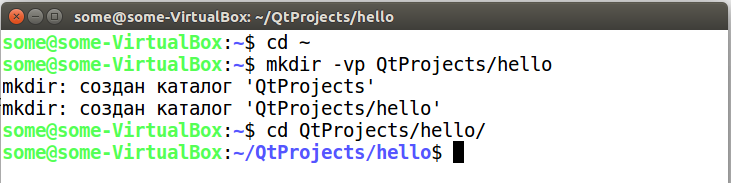 some@some-VirtualBox: ~/QtProjects/hello
some@some-VirtualBox:~$ cd ~
some@some-VirtualBox:~$ mkdir -vp QtProjects/hello
mkdir: создан каталог 'QtProjects'
mkdir: создан каталог 'QtProjects/hello'
some@some-VirtualBox:~$ cd QtProjects/hello/
some@some-VirtualBox:~/QtProjects/hello$